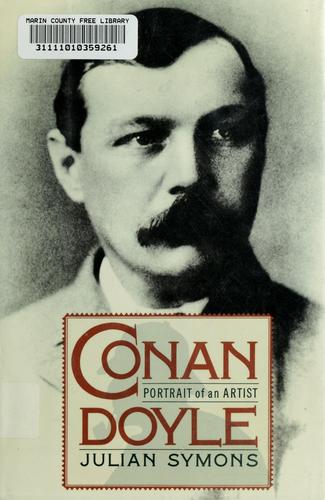 MARIN COUNTY FREE LIBRARY
31111010359261
CONAN
PORTRAIT of an ARTIST
DOYLE
JULIAN SYMONS